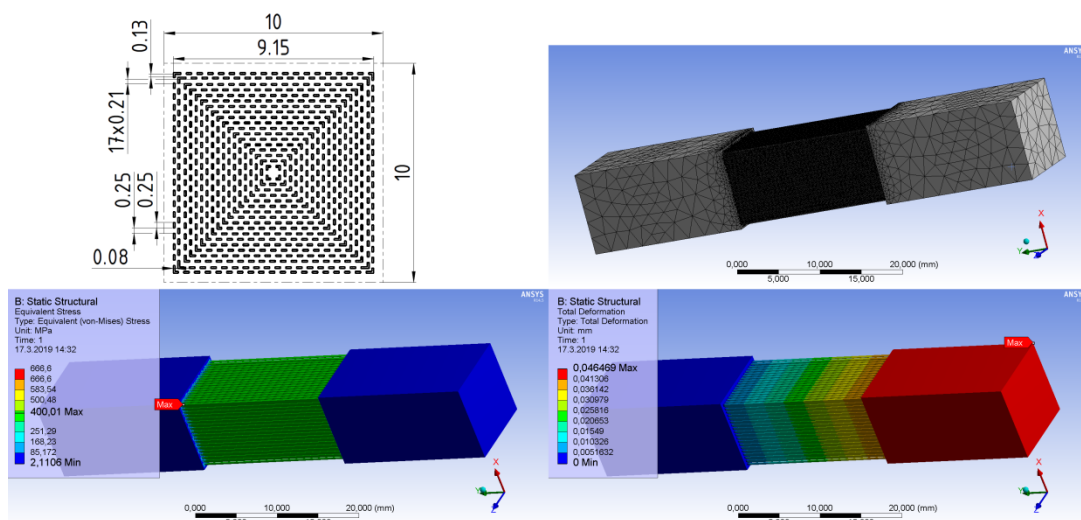 10
9.15
0.13
17x0.21
0.25
0.25
0.08
10
ANSYS
X
Y
Z
0,000
10,000
20,000 (mm)
5,000
15,000
B: Static Structural
Equivalent Stress
Type: Equivalent (von-Mises) Stress
Unit: MPa
Time: 1
17.3.2019 14:32
666,6
666,6
583,54
500,48
400,01 Max
251,29
168,23
85,172
2,1106 Min
Max
ANSYS
X
Y
Z
0,000
10,000
20,000 (mm)
B: Static Structural
Total Deformation
Type: Total Deformation
Unit: mm
Time: 1
17.3.2019 14:32
0,046469 Max
0,041306
0,036142
0,030979
0,025816
0,020653
0,01549
0,010326
0,0051632
0 Min
Max
ANSYS
X
Y
Z
0,000
10,000
20,000 (mm)